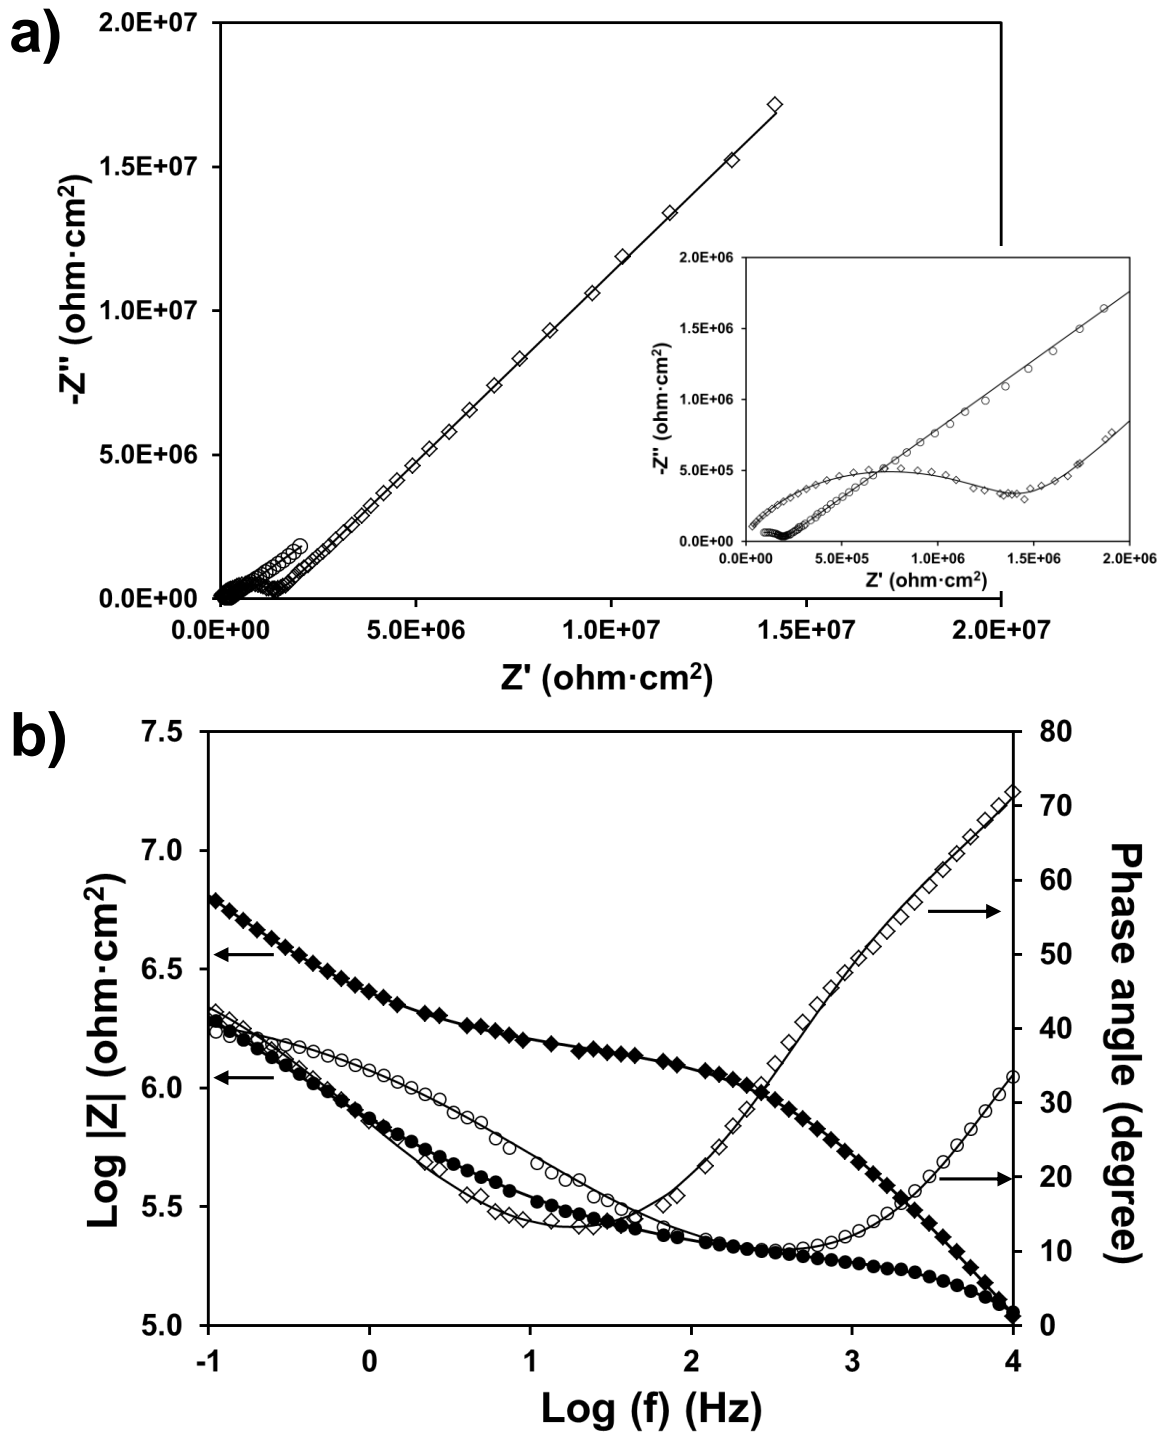 a)
2.0E+07
1.5E+07
1.0E+07
5.0E+06
0.0E+00
-Z" (ohm·cm²)
0.0E+00 5.0E+06 1.0E+07 1.5E+07 2.0E+07
Z' (ohm·cm²)
2.0E+06
1.5E+06
1.0E+06
5.0E+05
0.0E+00
-Z" (ohm·cm²)
0.0E+00 5.0E+05 1.0E+06 1.5E+06 2.0E+06
Z' (ohm·cm²)
b)
7.5
7.0
6.5
6.0
5.5
5.0
Log |Z| (ohm·cm²)
80
70
60
50
40
30
20
10
0
Phase angle (degree)
-1 0 1 2 3 4
Log (f) (Hz)